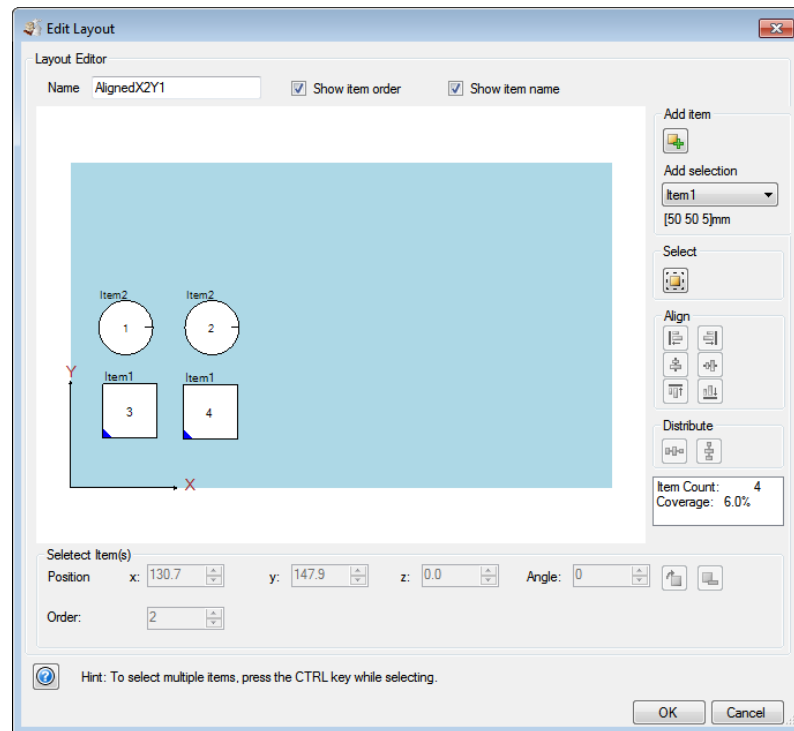 Edit Layout
Layout Editor
Name AlignedX2Y1 Show item order Show item name
Add item
Add selection
Item1
[50 50 5]mm
Select
Item2 Item2
1 2
Align
Y
Item1 Item1
3 4
Distribute
X
Item Count: 4
Coverage: 6.0%
Seletect Item(s)
Position x: 130.7 y: 147.9 z: 0.0 Angle: 0
Order: 2
Hint: To select multiple items, press the CTRL key while selecting.
OK Cancel